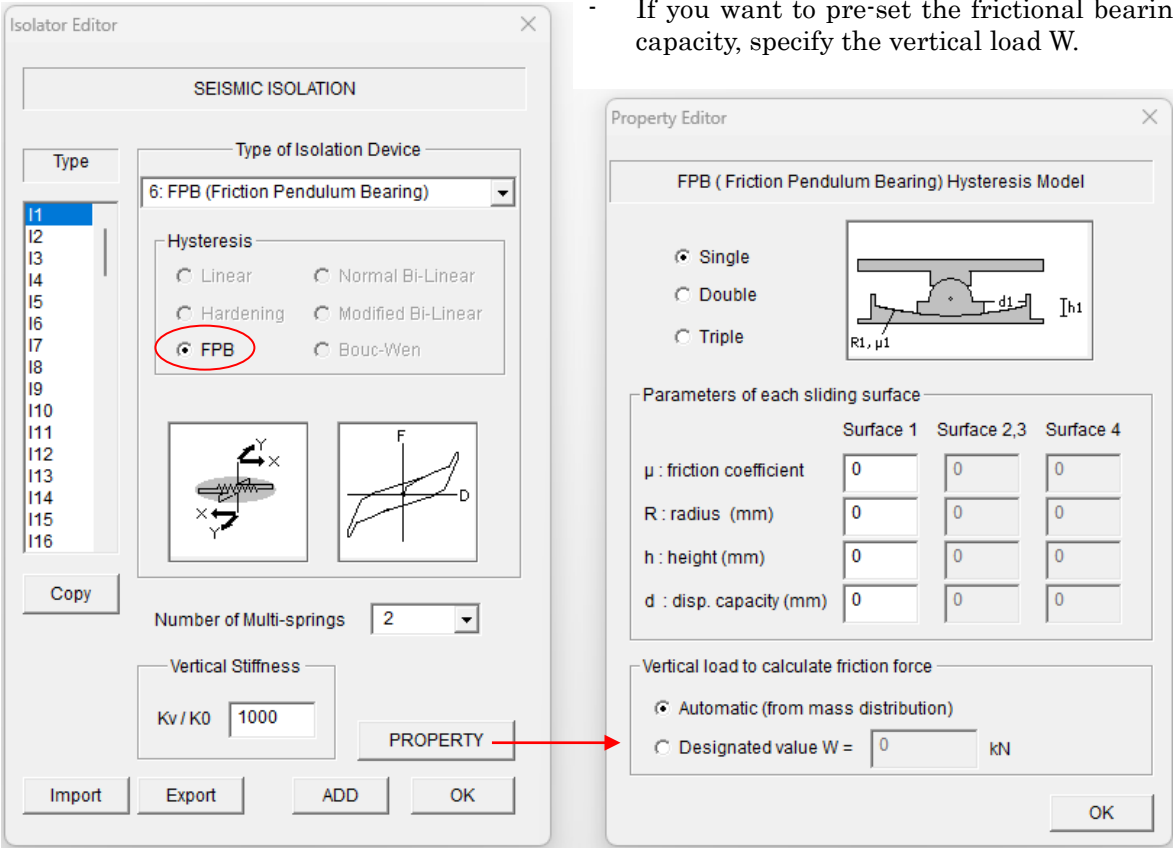 - If you want to pre-set the frictional bearin
capacity, specify the vertical load W.
Isolator Editor
SEISMIC ISOLATION
Type
I1
I2
I3
I4
I5
I6
I7
I8
I9
I10
I11
I12
I13
I14
I15
I16
Copy
Type of Isolation Device
6: FPB (Friction Pendulum Bearing)
Hysteresis
Linear Normal Bi-Linear
Hardening Modified Bi-Linear
FPB Bouc-Wen
Y
X
X
Y
F
D
Number of Multi-springs 2
Vertical Stiffness
Kv / K0 1000
PROPERTY
Import Export ADD OK
Property Editor
FPB ( Friction Pendulum Bearing) Hysteresis Model
Single
Double
Triple
d1
h1
R1, μ1
Parameters of each sliding surface
Surface 1 Surface 2,3 Surface 4
μ : friction coefficient 0 0 0
R : radius (mm) 0 0 0
h : height (mm) 0 0 0
d : disp. capacity (mm) 0 0 0
Vertical load to calculate friction force
Automatic (from mass distribution)
Designated value W = 0 kN
OK